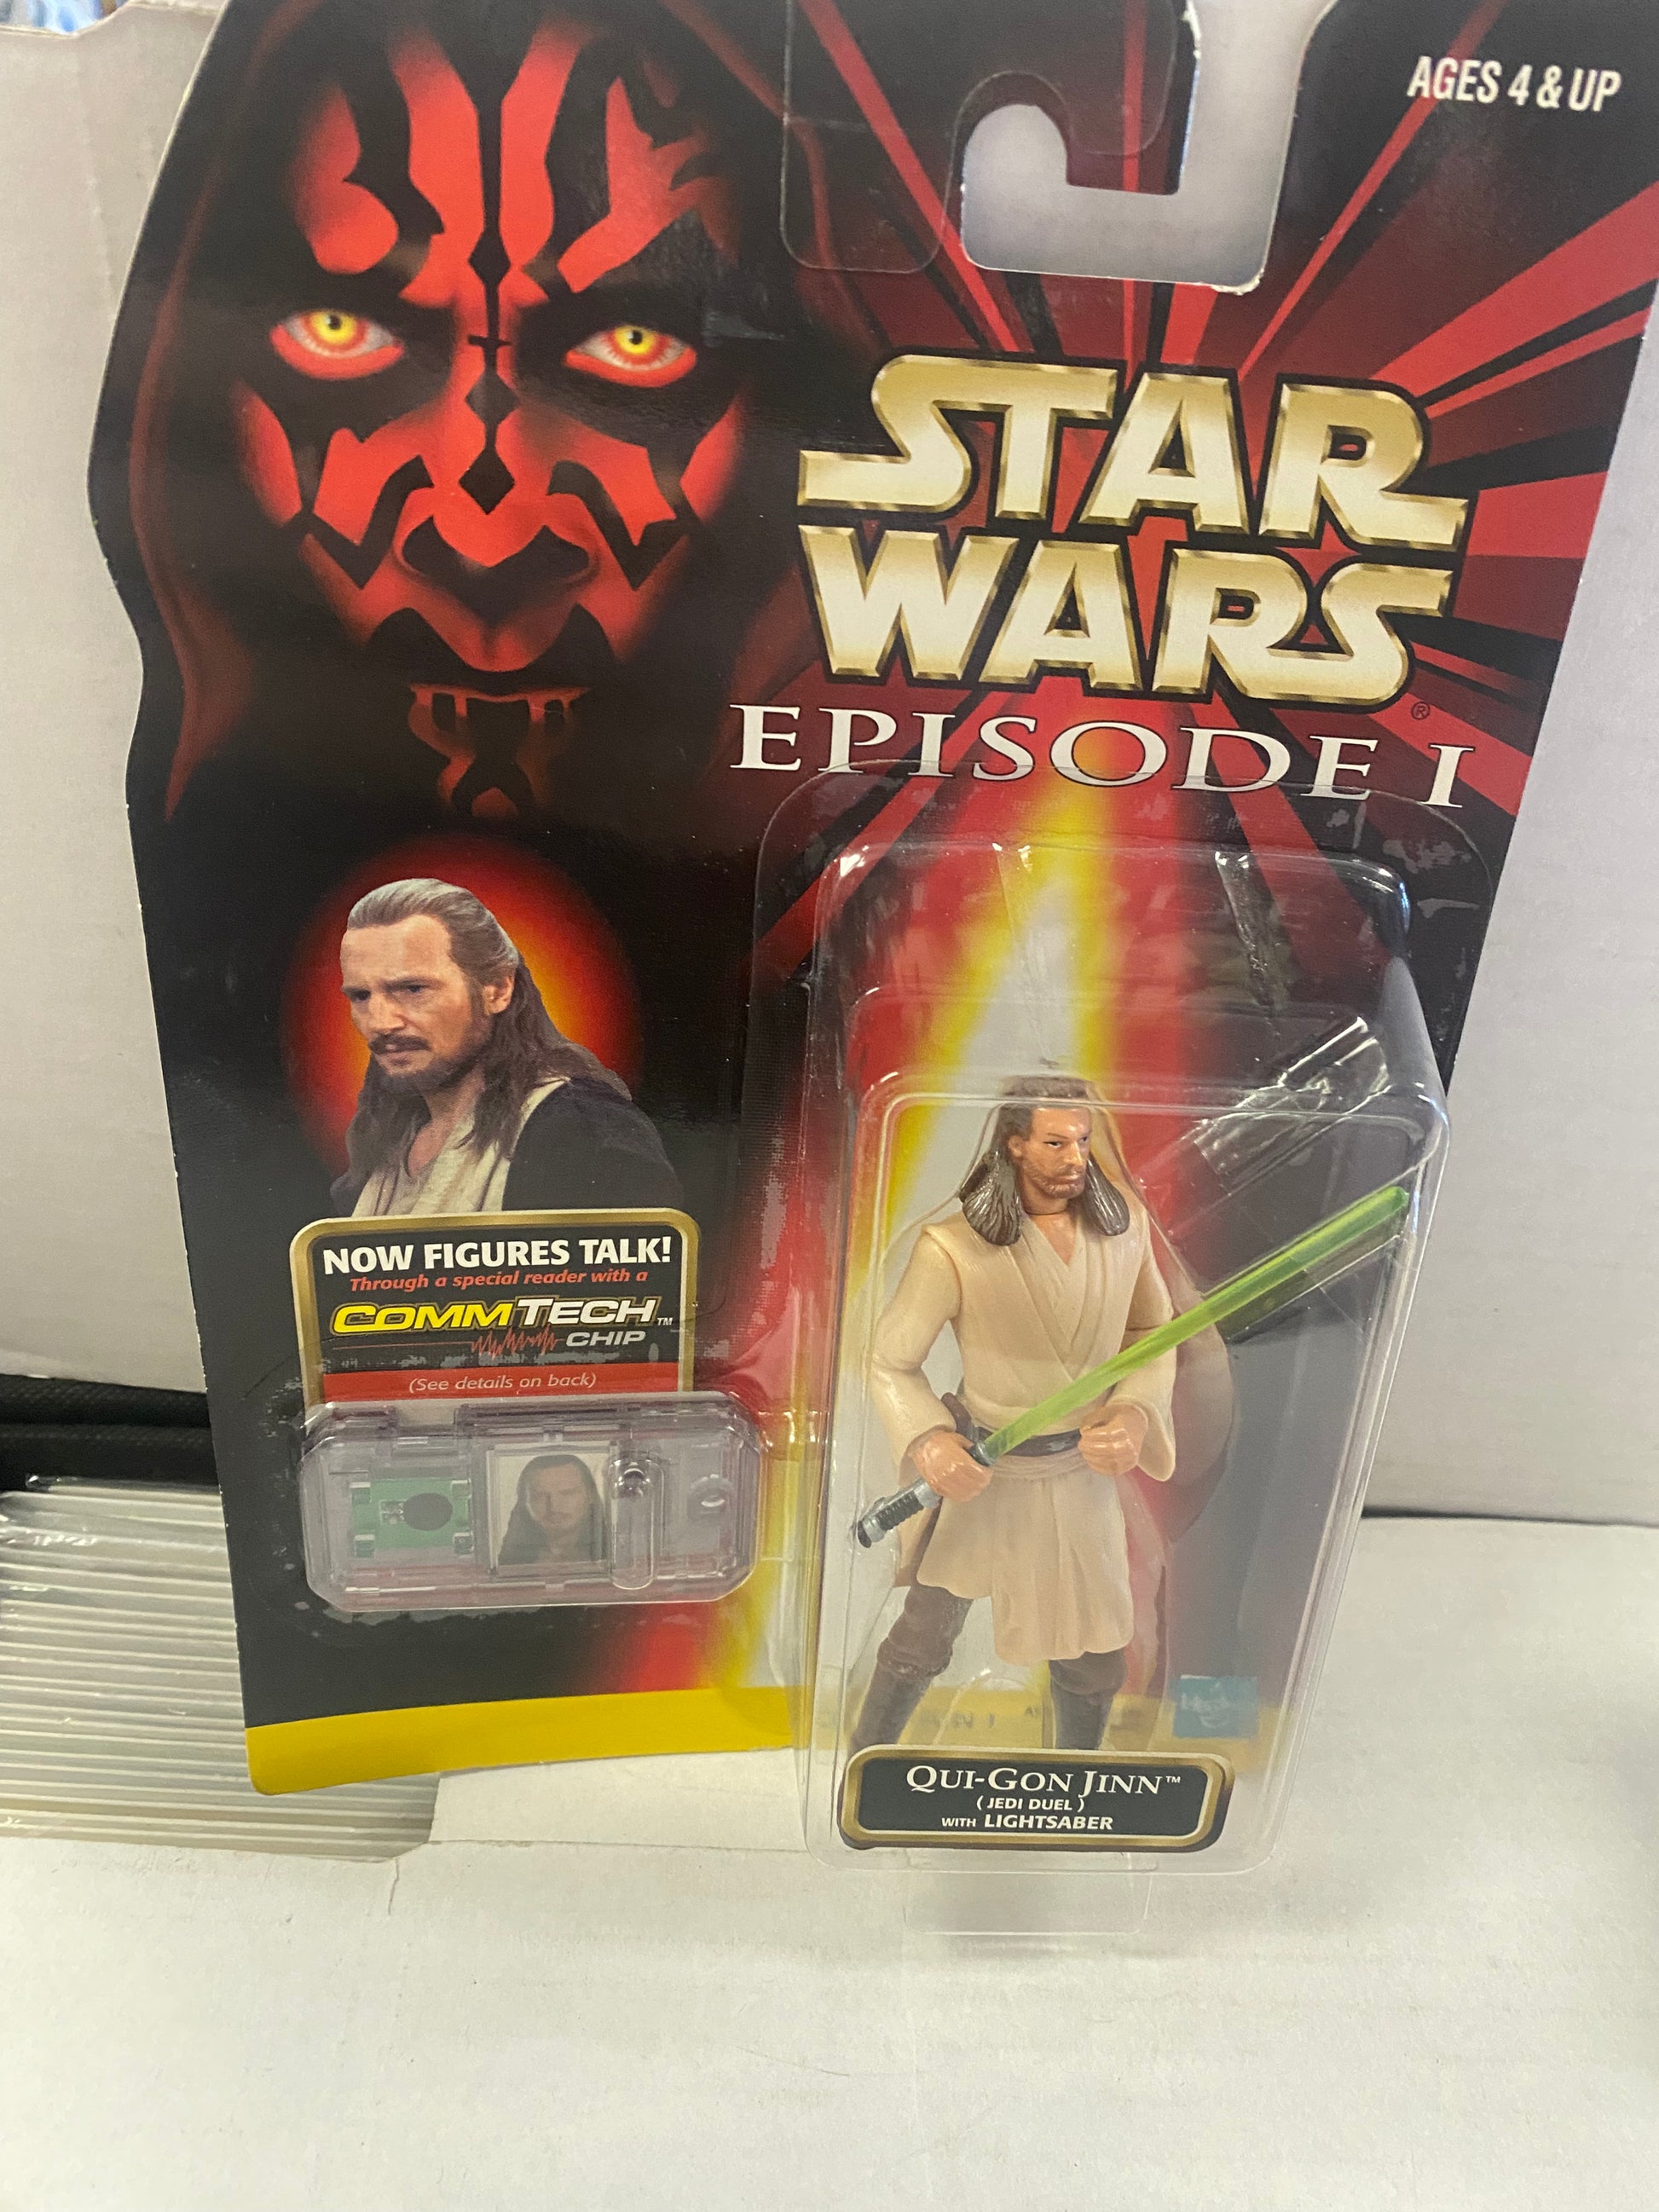 AGES 4 & UP
STAR
WARS®
EPISODE I
NOW FIGURES TALK!
Through a special reader with a
COMMTECH™
CHIP
(See details on back)
QUI-GON JINN™
(JEDI DUEL)
WITH LIGHTSABER